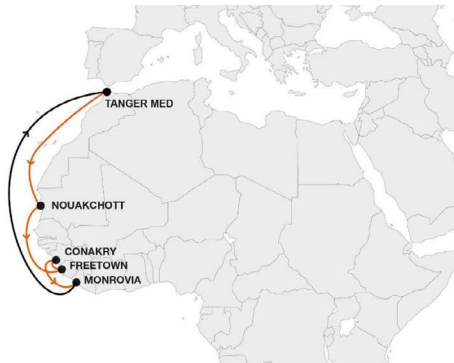 TANGER MED
NOUAKCHOTT
CONAKRY
FREETOWN
MONROVIA